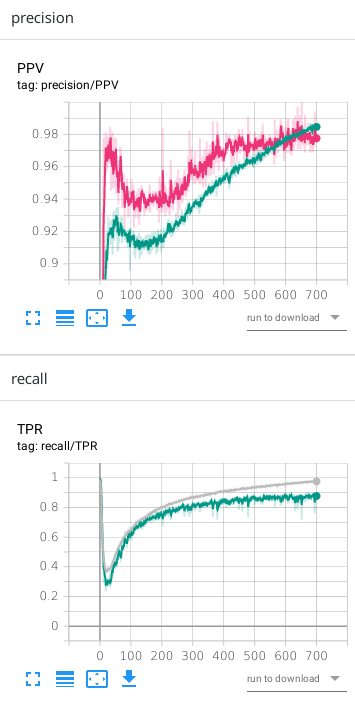 precision
PPV
tag: precision/PPV
0.98
0.96
0.94
0.92
0.9
0 100 200 300 400 500 600 700
run to download
recall
TPR
tag: recall/TPR
1
0.8
0.6
0.4
0.2
0
0 100 200 300 400 500 600 700
run to download